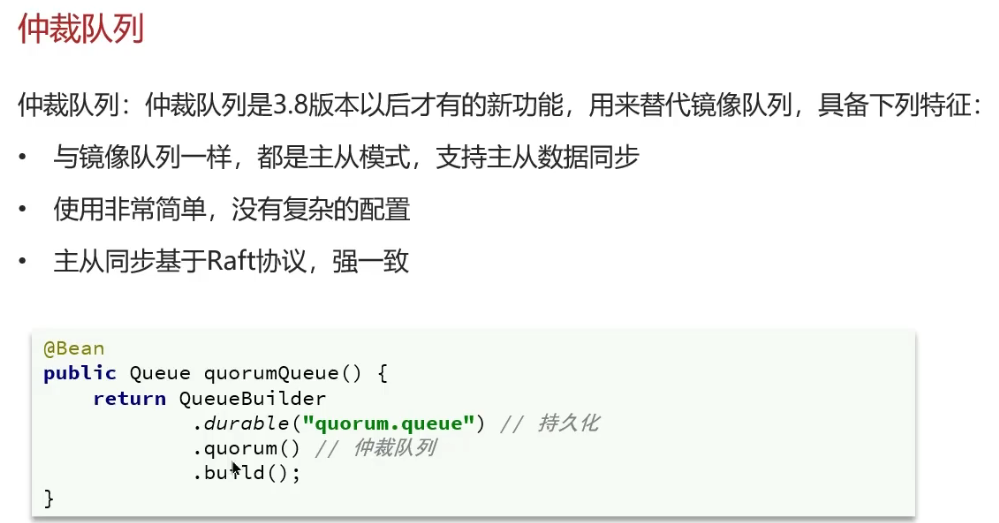 仲裁队列
仲裁队列：仲裁队列是3.8版本以后才有的新功能，用来替代镜像队列，具备下列特征：
• 与镜像队列一样，都是主从模式，支持主从数据同步
• 使用非常简单，没有复杂的配置
• 主从同步基于Raft协议，强一致
@Bean
public Queue quorumQueue() {
return QueueBuilder
.durable("quorum.queue") // 持久化
.quorum() // 仲裁队列
.build();
}